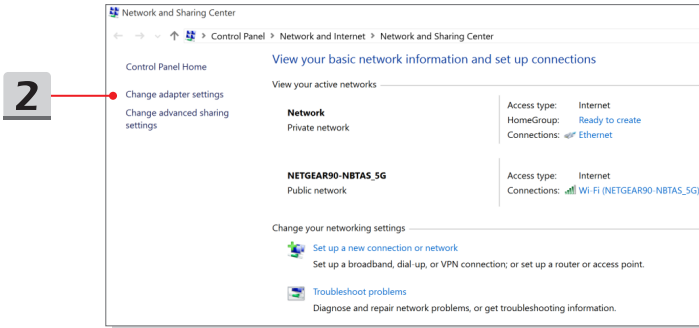 Network and Sharing Center
Control Panel > Network and Internet > Network and Sharing Center
2
Control Panel Home
Change adapter settings
Change advanced sharing
settings
View your basic network information and set up connections
View your active networks
Network
Private network
Access type: Internet
HomeGroup: Ready to create
Connections: Ethernet
NETGEAR90-NBTAS_5G
Public network
Access type: Internet
Connections: Wi-Fi (NETGEAR90-NBTAS_5G)
Change your networking settings
Set up a new connection or network
Set up a broadband, dial-up, or VPN connection; or set up a router or access point.
Troubleshoot problems
Diagnose and repair network problems, or get troubleshooting information.